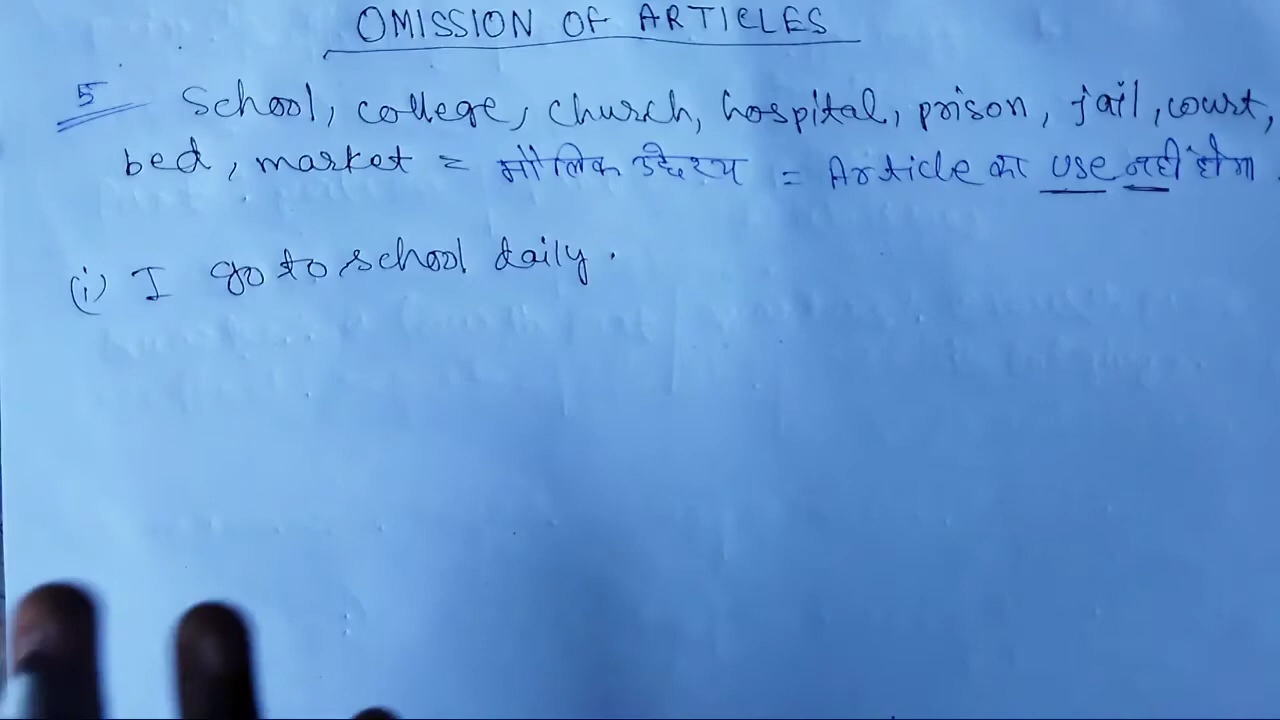 OMISSION OF ARTICLES
5 School, college, church, hospital, prison, jail, court,
bed, market = मौलिक उद्देश्य = Article का use नहीं होगा.
(i) I go to school daily.